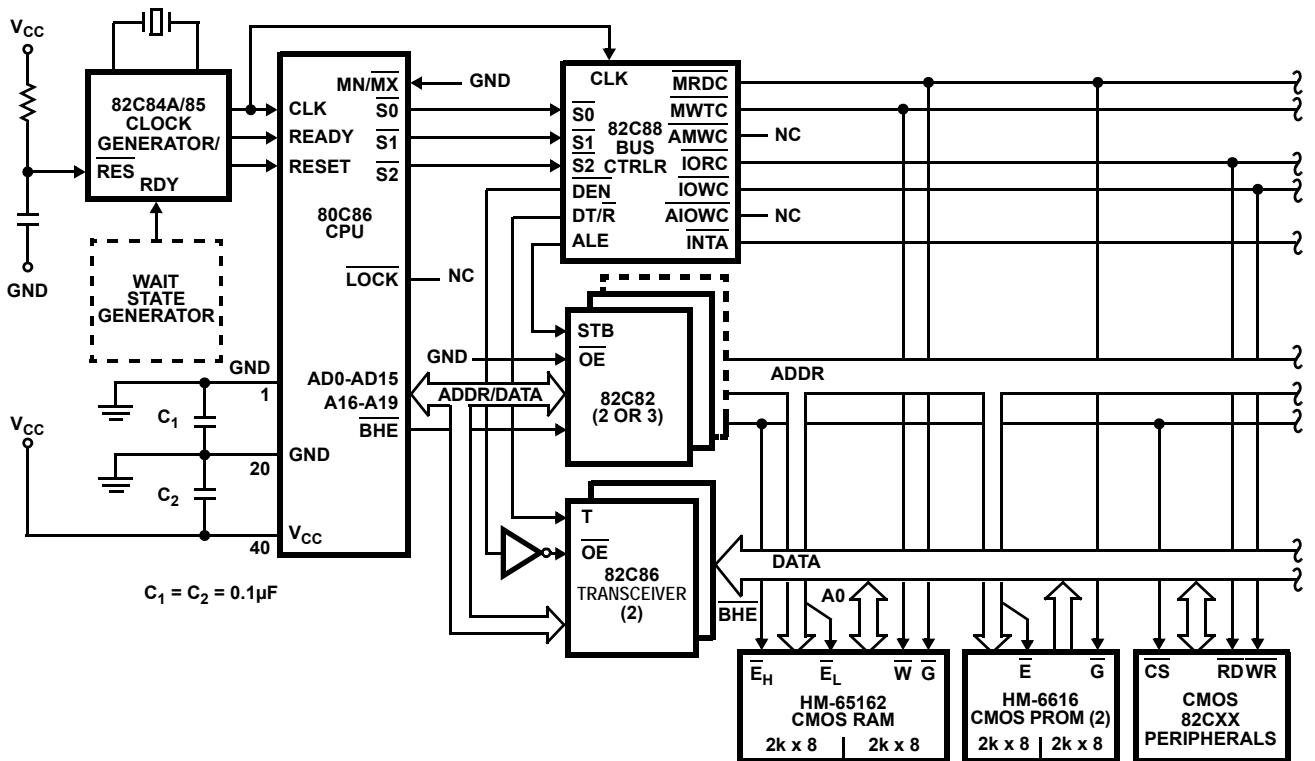 VCC
82C84A/85
CLOCK
GENERATOR/
RES
RDY
GND
WAIT
STATE
GENERATOR
MN/MX
GND
CLK
READY
RESET
S0
S1
S2
80C86
CPU
LOCK
NC
GND
1
AD0-AD15
A16-A19
BHE
ADDR/DATA
VCC
C1
20
GND
C2
40
VCC
C1 = C2 = 0.1µF
CLK
S0
S1
S2
DEN
DT/R
ALE
82C88
BUS
CTRLR
MRDC
MWTC
AMWC
NC
IORC
IOWC
AIOWC
NC
INTA
STB
GND
OE
82C82
(2 OR 3)
ADDR
T
OE
82C86
TRANSCEIVER
(2)
DATA
BHE
A0
EH
EL
W
G
HM-65162
CMOS RAM
2k x 8
2k x 8
E
G
HM-6616
CMOS PROM (2)
2k x 8
2k x 8
CS
RD
WR
CMOS
82CXX
PERIPHERALS